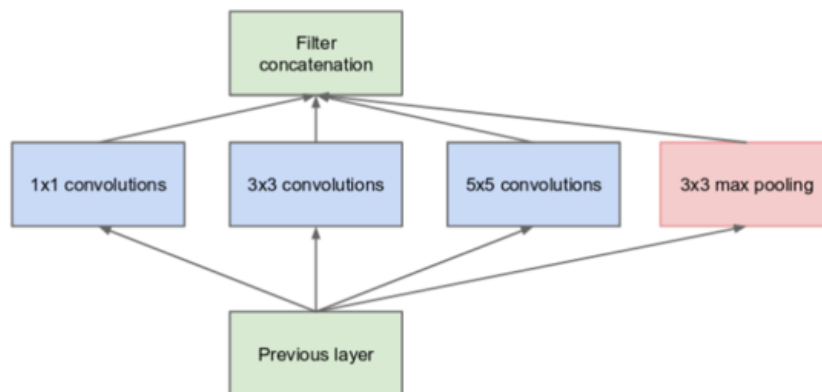 Filter
concatenation
1x1 convolutions
3x3 convolutions
5x5 convolutions
3x3 max pooling
Previous layer